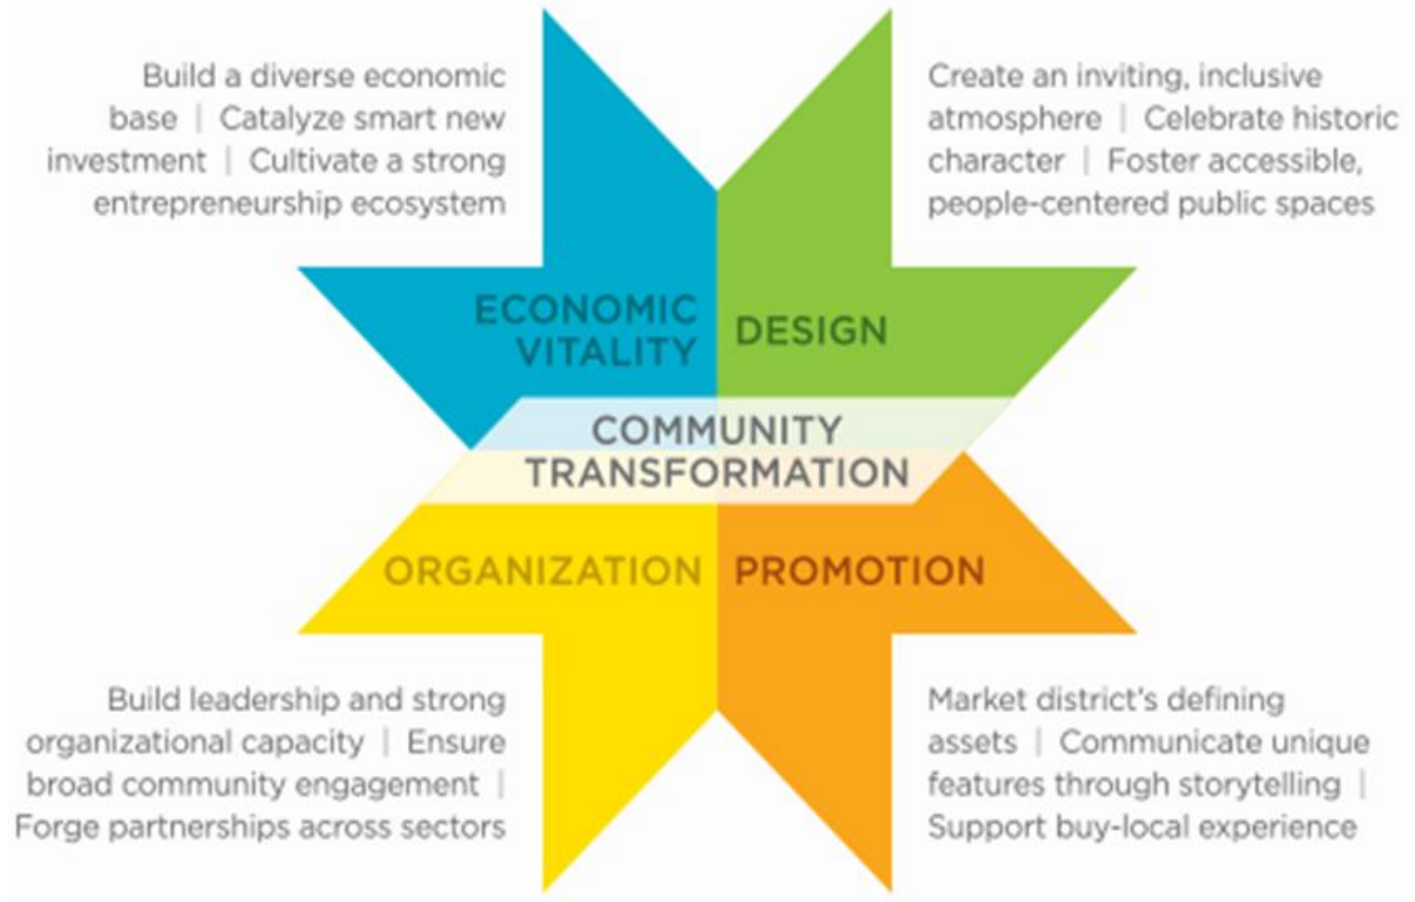 Build a diverse economic
base | Catalyze smart new
investment | Cultivate a strong
entrepreneurship ecosystem
Create an inviting, inclusive
atmosphere | Celebrate historic
character | Foster accessible,
people-centered public spaces
ECONOMIC
VITALITY
DESIGN
COMMUNITY
TRANSFORMATION
ORGANIZATION
PROMOTION
Build leadership and strong
organizational capacity | Ensure
broad community engagement |
Forge partnerships across sectors
Market district's defining
assets | Communicate unique
features through storytelling |
Support buy-local experience